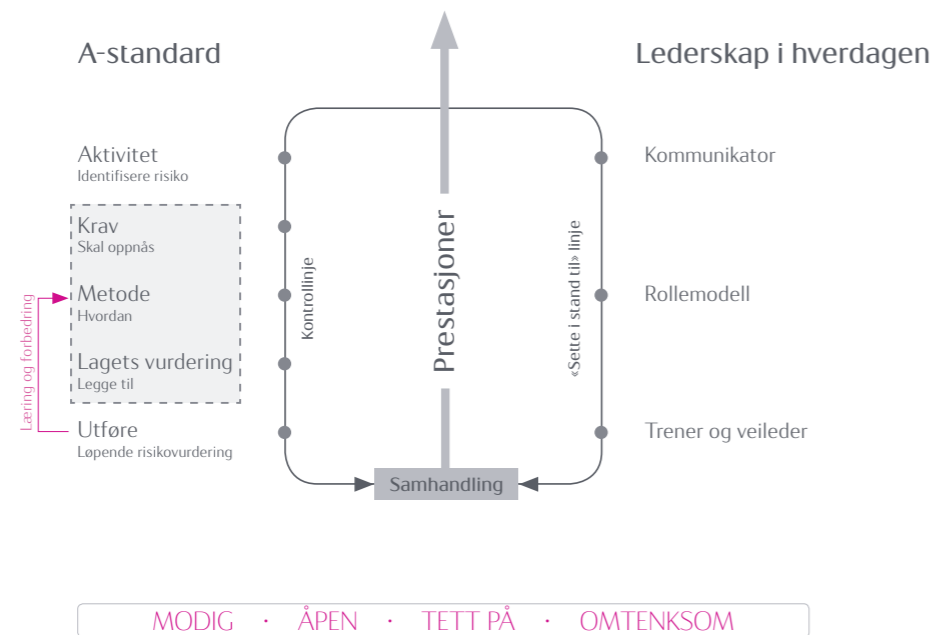 A-standard
Lederskap i hverdagen
Aktivitet
Identifisere risiko
Krav
Skal oppnås
Metode
Hvordan
Lagets vurdering
Legge til
Utføre
Løpende risikovurdering
Læring og forbedring
Kontrollinje
Prestasjoner
«Sette i stand til» linje
Kommunikator
Rollemodell
Trener og veileder
Samhandling
MODIG · ÅPEN · TETT PÅ · OMTENKSOM